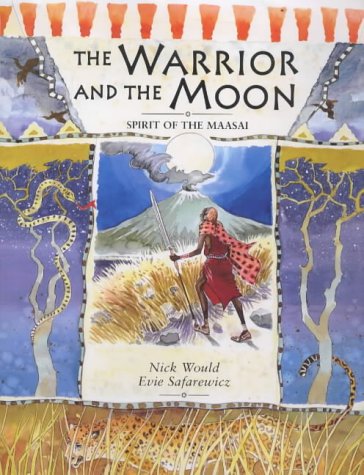 THE WARRIOR
AND THE MOON
SPIRIT OF THE MAASAI
Nick Would
Evie Safarewicz